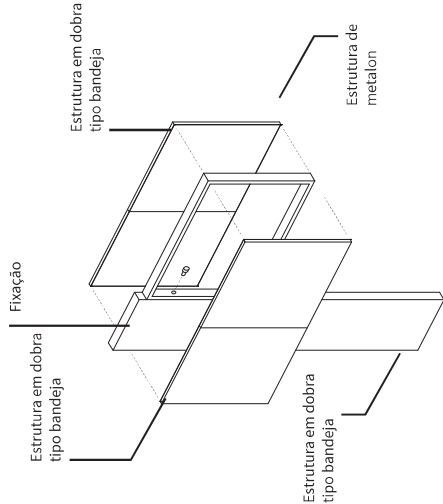 Estrutura em dobra
tipo bandeja
Fixação
Estrutura em dobra
tipo bandeja
Estrutura em dobra
tipo bandeja
Estrutura de
metalon